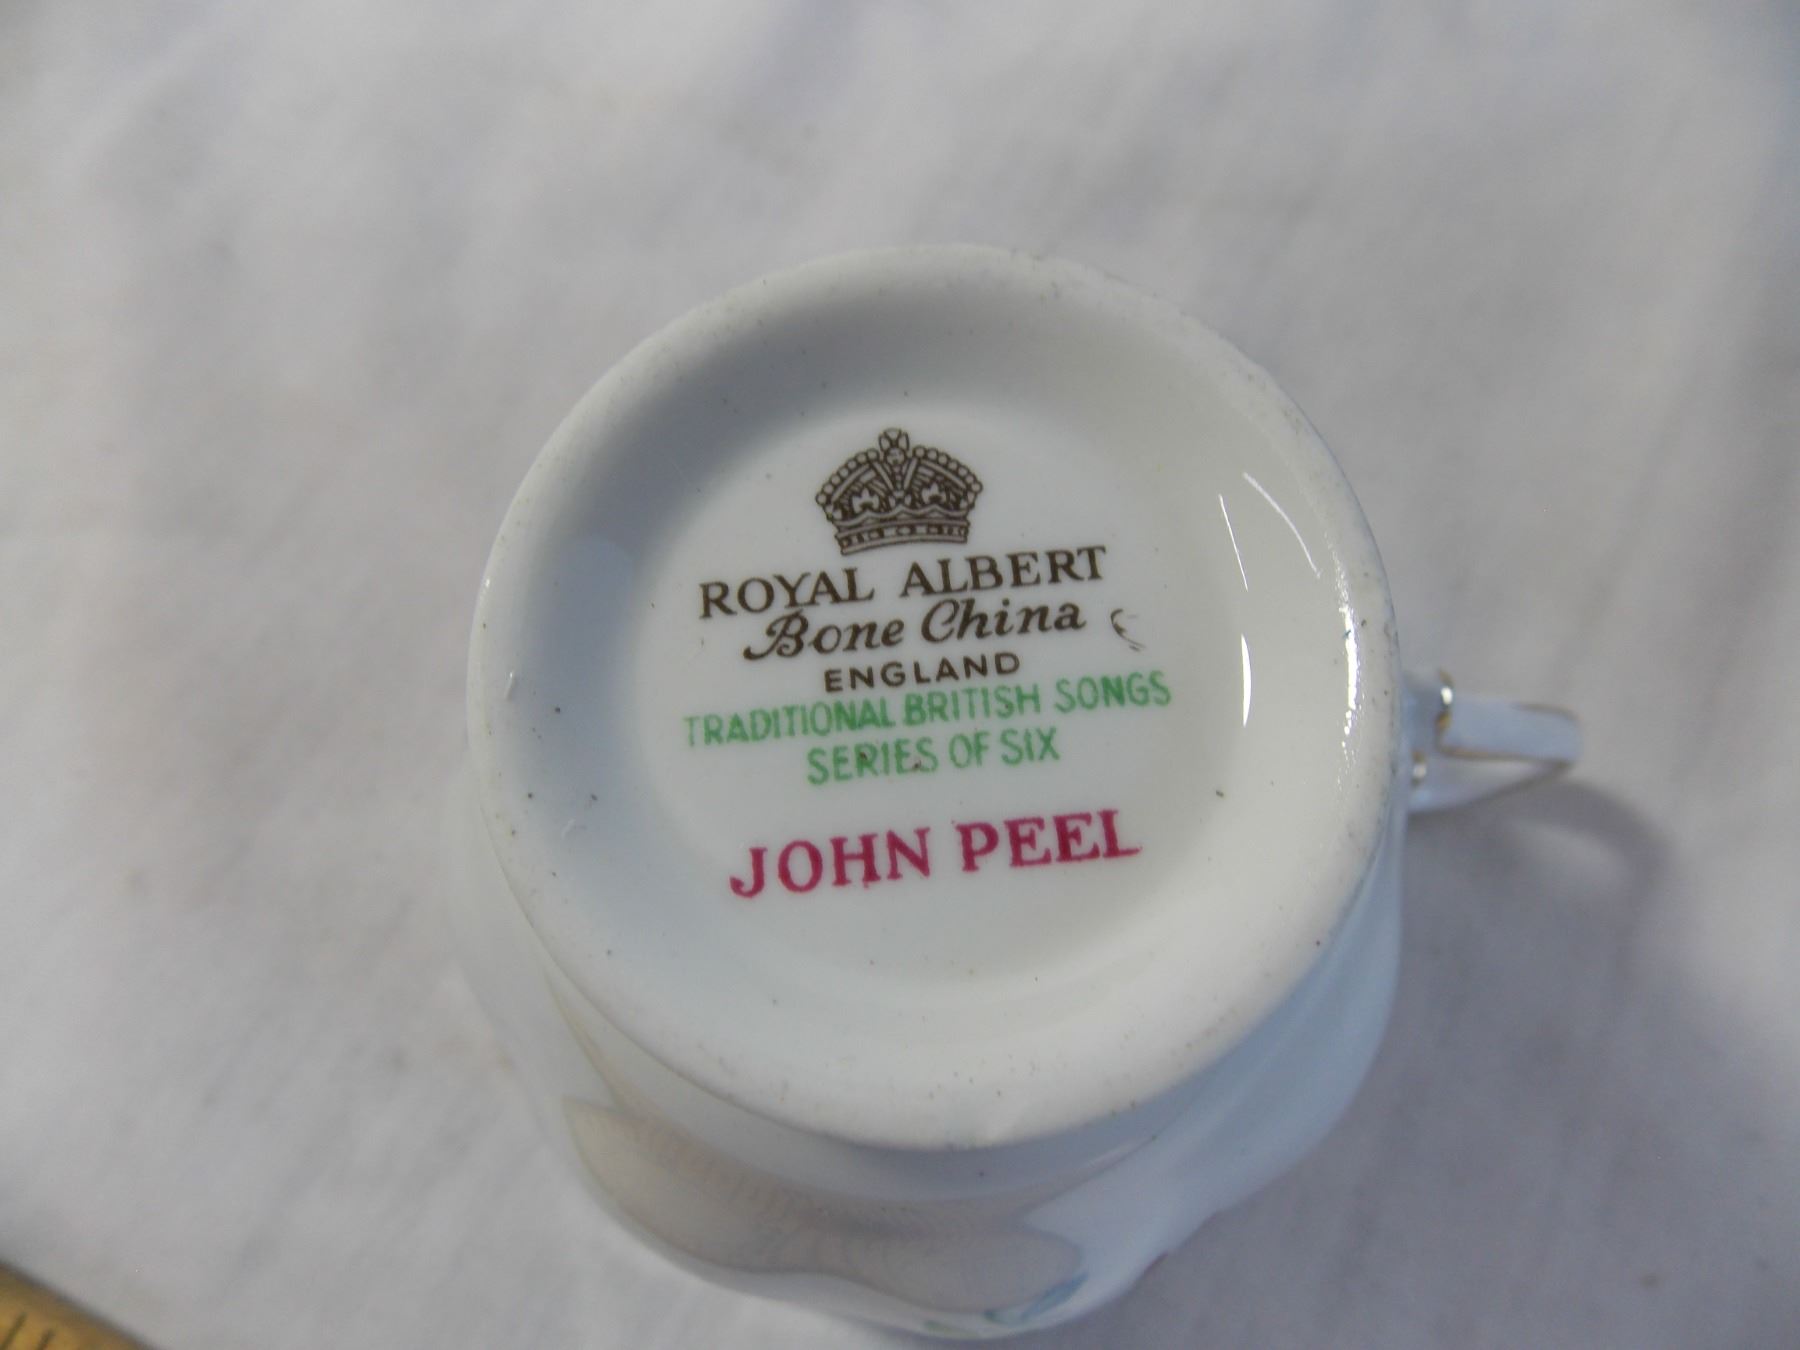 ROYAL ALBERT
Bone China
ENGLAND
TRADITIONAL BRITISH SONGS
SERIES OF SIX
JOHN PEEL